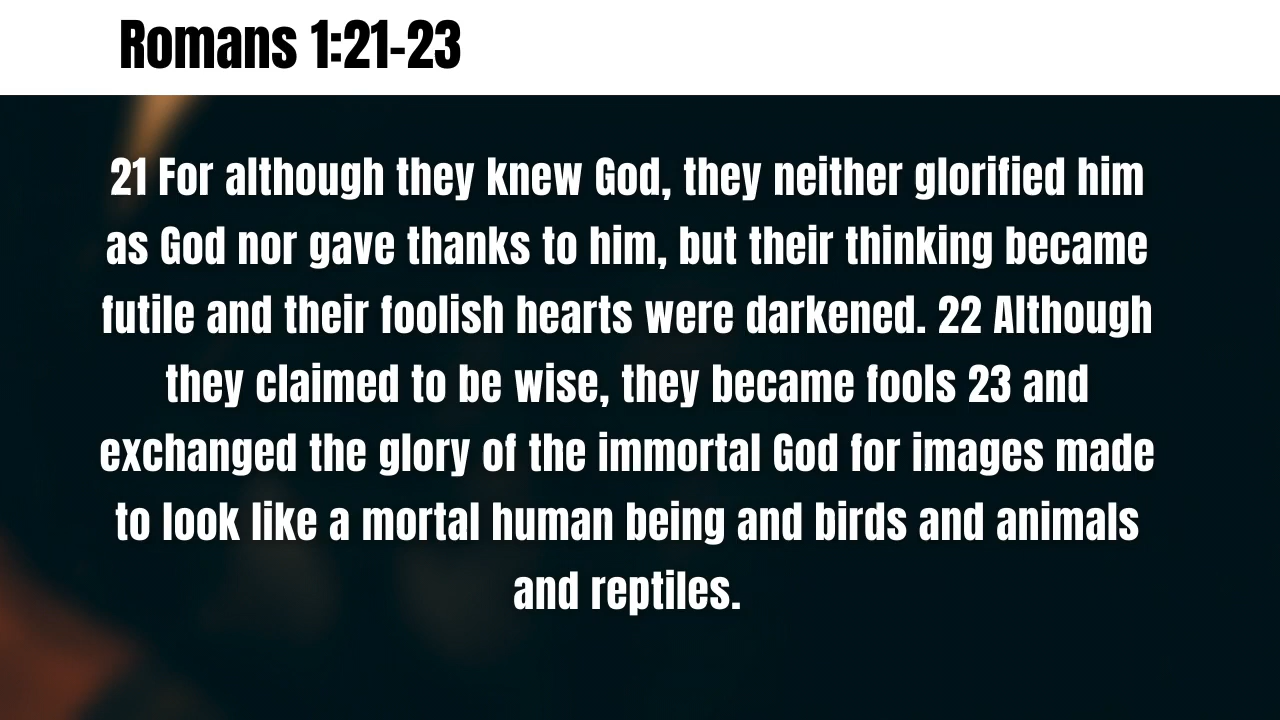 Romans 1:21-23
21 For although they knew God, they neither glorified him
as God nor gave thanks to him, but their thinking became
futile and their foolish hearts were darkened. 22 Although
they claimed to be wise, they became fools 23 and
exchanged the glory of the immortal God for images made
to look like a mortal human being and birds and animals
and reptiles.